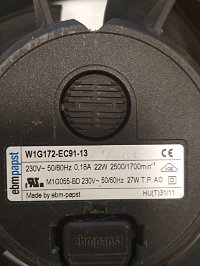 ebmpapst
W1G172-EC91-13
CE
230V~ 50/60Hz 0,18A 22W 2500/1700min⁻¹
M1G055-BD 230V~ 50/60Hz 27W T.P. AO
Made by ebm-papst
HU(T)31/11
ebmpapst